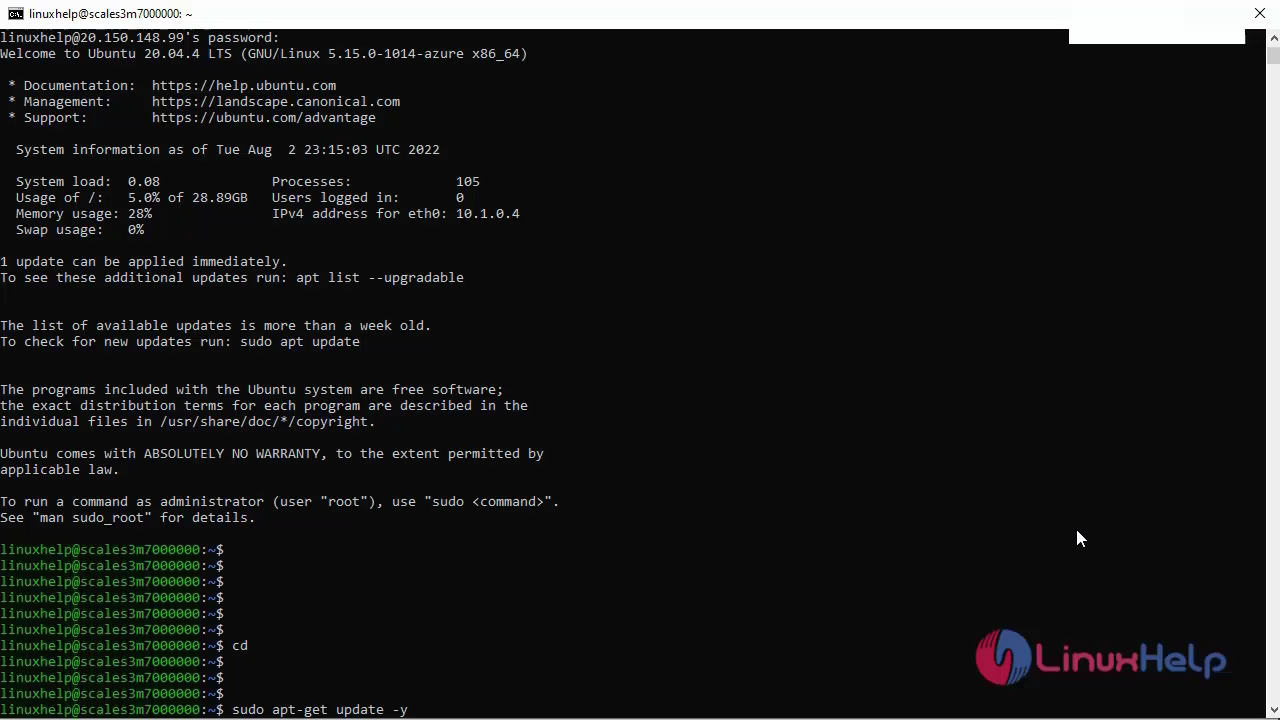 linuxhelp@scales3m7000000: ~
linuxhelp@20.150.148.99's password:
Welcome to Ubuntu 20.04.4 LTS (GNU/Linux 5.15.0-1014-azure x86_64)
* Documentation:  https://help.ubuntu.com
* Management:     https://landscape.canonical.com
* Support:        https://ubuntu.com/advantage
System information as of Tue Aug  2 23:15:03 UTC 2022
System load:  0.08              Processes:             105
Usage of /:   5.0% of 28.89GB   Users logged in:       0
Memory usage: 28%               IPv4 address for eth0: 10.1.0.4
Swap usage:   0%
1 update can be applied immediately.
To see these additional updates run: apt list --upgradable
The list of available updates is more than a week old.
To check for new updates run: sudo apt update
The programs included with the Ubuntu system are free software;
the exact distribution terms for each program are described in the
individual files in /usr/share/doc/*/copyright.
Ubuntu comes with ABSOLUTELY NO WARRANTY, to the extent permitted by
applicable law.
To run a command as administrator (user "root"), use "sudo <command>".
See "man sudo_root" for details.
linuxhelp@scales3m7000000:~$
linuxhelp@scales3m7000000:~$
linuxhelp@scales3m7000000:~$
linuxhelp@scales3m7000000:~$
linuxhelp@scales3m7000000:~$
linuxhelp@scales3m7000000:~$
linuxhelp@scales3m7000000:~$ cd
linuxhelp@scales3m7000000:~$
linuxhelp@scales3m7000000:~$
linuxhelp@scales3m7000000:~$
linuxhelp@scales3m7000000:~$ sudo apt-get update -y
LinuxHelp